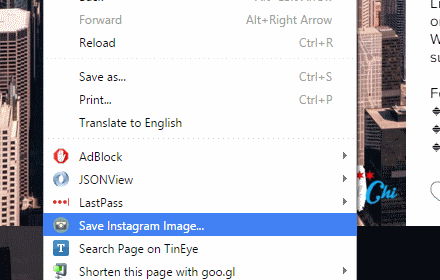 Forward Alt+Right Arrow
Reload Ctrl+R
Save as... Ctrl+S
Print... Ctrl+P
Translate to English
AdBlock
JSONView
LastPass
Save Instagram Image...
Search Page on TinEye
Shorten this page with goo.gl
Chi